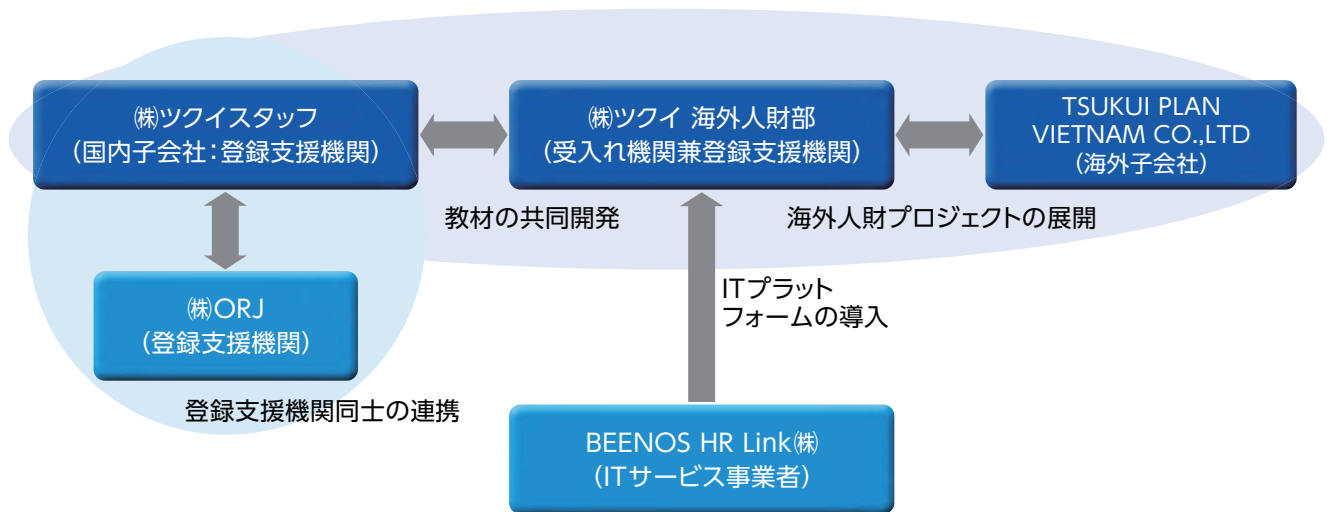 ㈱ツクイスタッフ
（国内子会社：登録支援機関）
㈱ツクイ 海外人財部
（受入れ機関兼登録支援機関）
TSUKUI PLAN
VIETNAM CO.,LTD
（海外子会社）
教材の共同開発
海外人財プロジェクトの展開
㈱ORJ
（登録支援機関）
ITプラット
フォームの導入
登録支援機関同士の連携
BEENOS HR Link㈱
（ITサービス事業者）